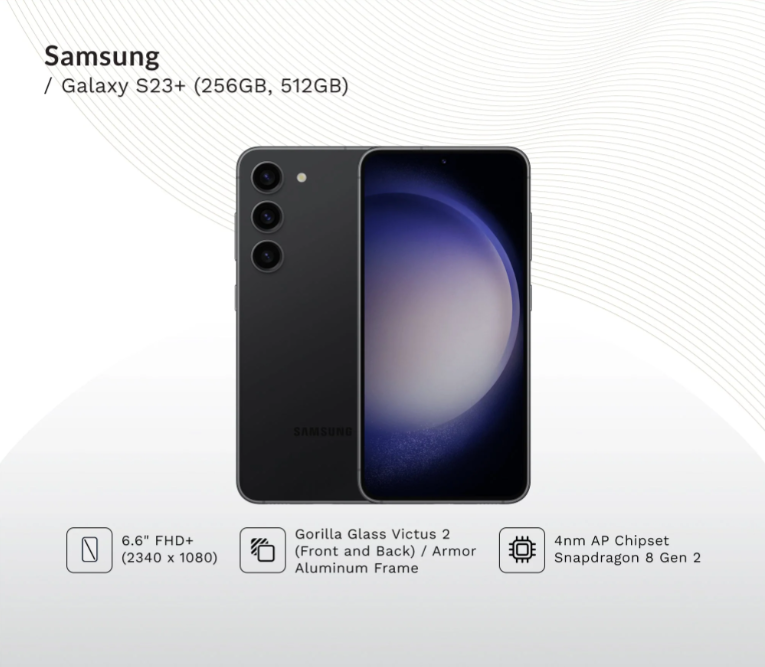 Samsung
/ Galaxy S23+ (256GB, 512GB)
SAMSUNG
6.6" FHD+
(2340 x 1080)
Gorilla Glass Victus 2
(Front and Back) / Armor
Aluminum Frame
4nm AP Chipset
Snapdragon 8 Gen 2